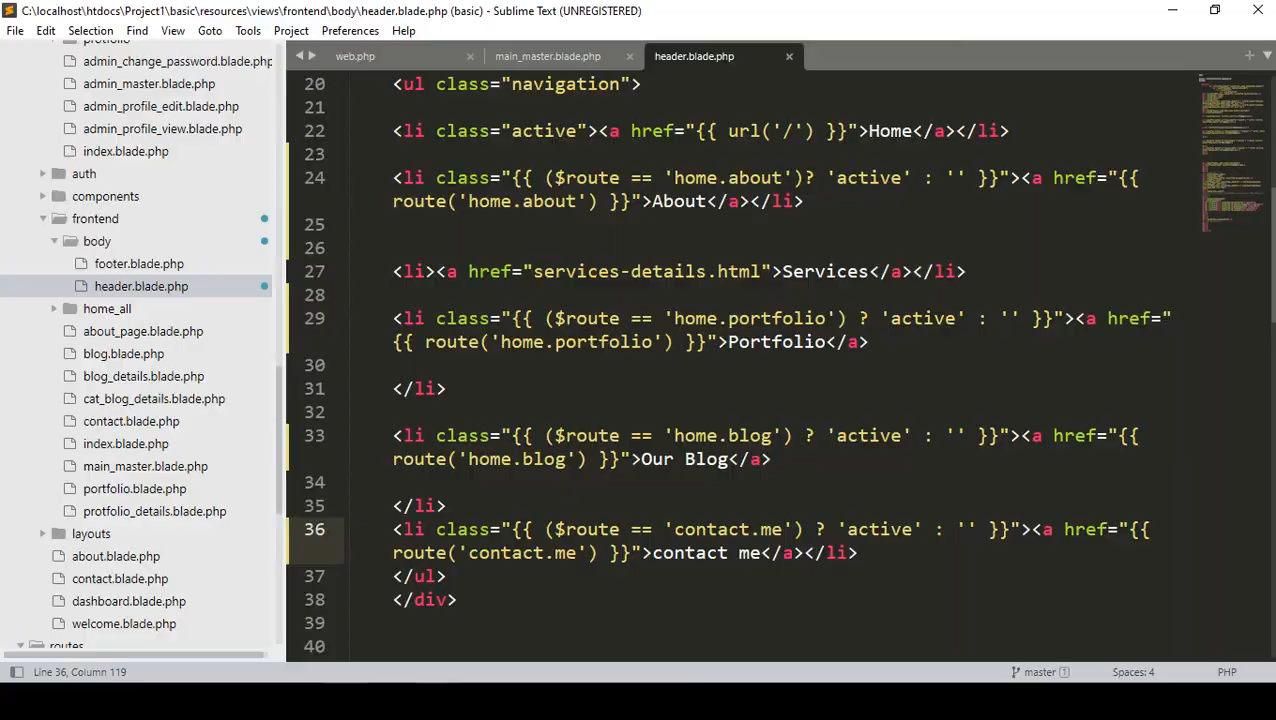 C:\localhost\htdocs\Project1\basic\resources\views\frontend\body\header.blade.php (basic) - Sublime Text (UNREGISTERED)
File Edit Selection Find View Goto Tools Project Preferences Help
admin_change_password.blade.php
admin_master.blade.php
admin_profile_edit.blade.php
admin_profile_view.blade.php
index.blade.php
auth
components
frontend
body
footer.blade.php
header.blade.php
home_all
about_page.blade.php
blog.blade.php
blog_details.blade.php
cat_blog_details.blade.php
contact.blade.php
index.blade.php
main_master.blade.php
portfolio.blade.php
protfolio_details.blade.php
layouts
about.blade.php
contact.blade.php
dashboard.blade.php
welcome.blade.php
routes
web.php main_master.blade.php header.blade.php
20 <ul class="navigation">
21
22 <li class="active"><a href="{{ url('/') }}">Home</a></li>
23
24 <li class="{{ ($route == 'home.about')? 'active' : '' }}"><a href="{{
route('home.about') }}">About</a></li>
25
26
27 <li><a href="services-details.html">Services</a></li>
28
29 <li class="{{ ($route == 'home.portfolio') ? 'active' : '' }}"><a href="
{{ route('home.portfolio') }}">Portfolio</a>
30
31 </li>
32
33 <li class="{{ ($route == 'home.blog') ? 'active' : '' }}"><a href="{{
route('home.blog') }}">Our Blog</a>
34
35 </li>
36 <li class="{{ ($route == 'contact.me') ? 'active' : '' }}"><a href="{{
route('contact.me') }}">contact me</a></li>
37 </ul>
38 </div>
39
40
Line 36, Column 119 master 1 Spaces: 4 PHP